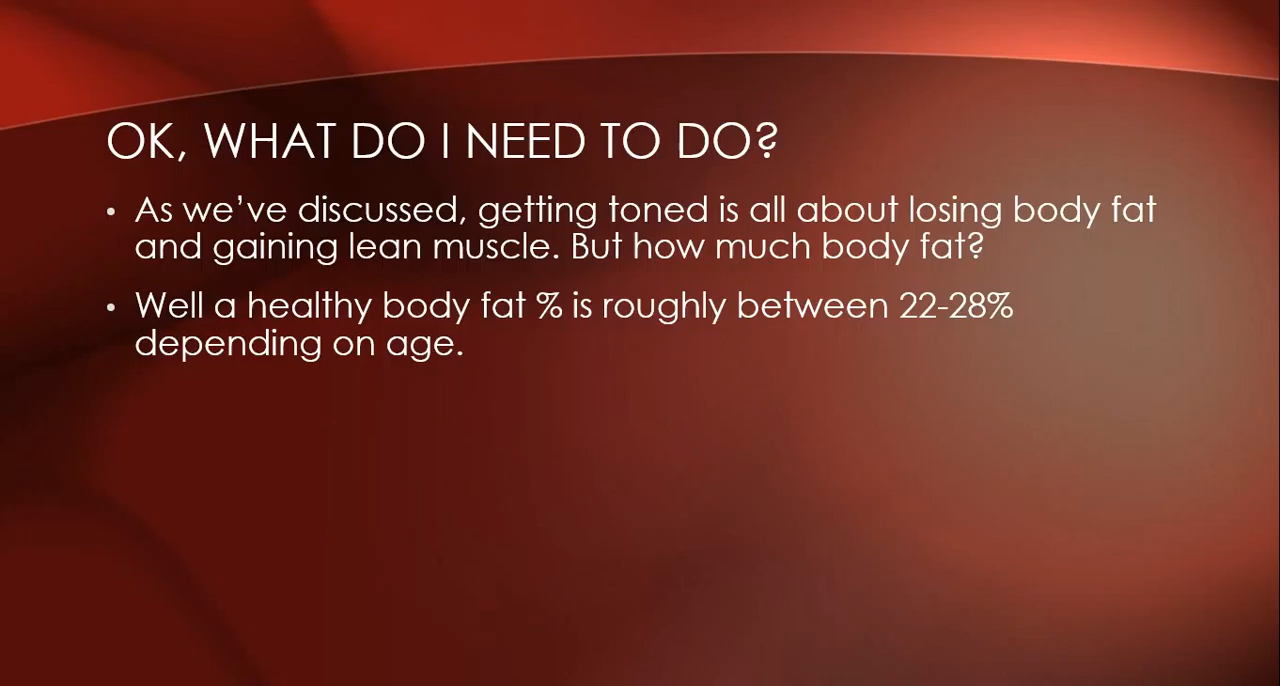 OK, WHAT DO I NEED TO DO?
• As we’ve discussed, getting toned is all about losing body fat
and gaining lean muscle. But how much body fat?
• Well a healthy body fat % is roughly between 22-28%
depending on age.